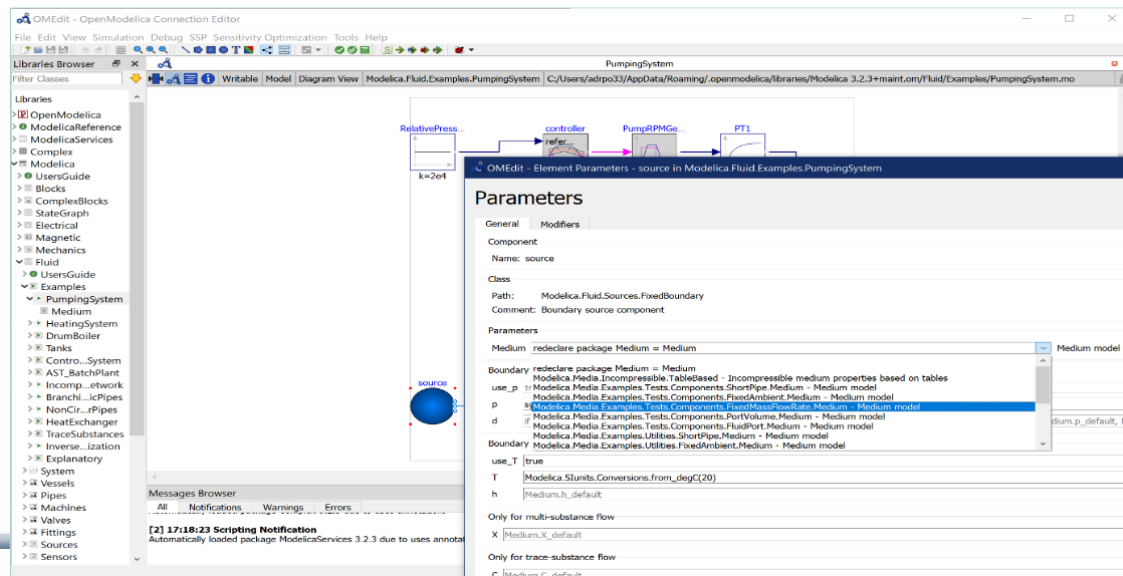 OMEdit - OpenModelica Connection Editor
File Edit View Simulation Debug SSP Sensitivity Optimization Tools Help
Libraries Browser
PumpingSystem
Filter Classes
Writable Model Diagram View Modelica.Fluid.Examples.PumpingSystem C:/Users/adrpo33/AppData/Roaming/.openmodelica/libraries/Modelica 3.2.3+maint.om/Fluid/Examples/PumpingSystem.mo
Libraries
OpenModelica
ModelicaReference
ModelicaServices
Complex
Modelica
UsersGuide
Blocks
ComplexBlocks
StateGraph
Electrical
Magnetic
Mechanics
Fluid
UsersGuide
Examples
PumpingSystem
Medium
HeatingSystem
DrumBoiler
Tanks
Contro...System
AST_BatchPlant
Incomp...etwork
Branchi...icPipes
NonCir...rPipes
HeatExchanger
TraceSubstances
Inverse...ization
Explanatory
System
Vessels
Pipes
Machines
Valves
Fittings
Sources
Sensors
RelativePress...
controller
PumpRPMGe...
PT1
refer...
k=2e4
source
OMEdit - Element Parameters - source in Modelica.Fluid.Examples.PumpingSystem
Parameters
General Modifiers
Component
Name: source
Class
Path: Modelica.Fluid.Sources.FixedBoundary
Comment: Boundary source component
Parameters
Medium redeclare package Medium = Medium Medium model
Boundary redeclare package Medium = Medium
Modelica.Media.Incompressible.TableBased - Incompressible medium properties based on tables
use_p tr Modelica.Media.Examples.Tests.Components.ShortPipe.Medium - Medium model
Modelica.Media.Examples.Tests.Components.FixedAmbient.Medium - Medium model
p sy Modelica.Media.Examples.Tests.Components.FixedMassFlowRate.Medium - Medium model
Modelica.Media.Examples.Tests.Components.PortVolume.Medium - Medium model
d if Modelica.Media.Examples.Tests.Components.FluidPort.Medium - Medium model dium.p_default,
Modelica.Media.Examples.Utilities.ShortPipe.Medium - Medium model
Boundary Modelica.Media.Examples.Utilities.FixedAmbient.Medium - Medium model
use_T true
T Modelica.SIunits.Conversions.from_degC(20)
h Medium.h_default
Only for multi-substance flow
X Medium.X_default
Only for trace-substance flow
C Medium.C_default
Messages Browser
All Notifications Warnings Errors
[2] 17:18:23 Scripting Notification
Automatically loaded package ModelicaServices 3.2.3 due to uses annotat